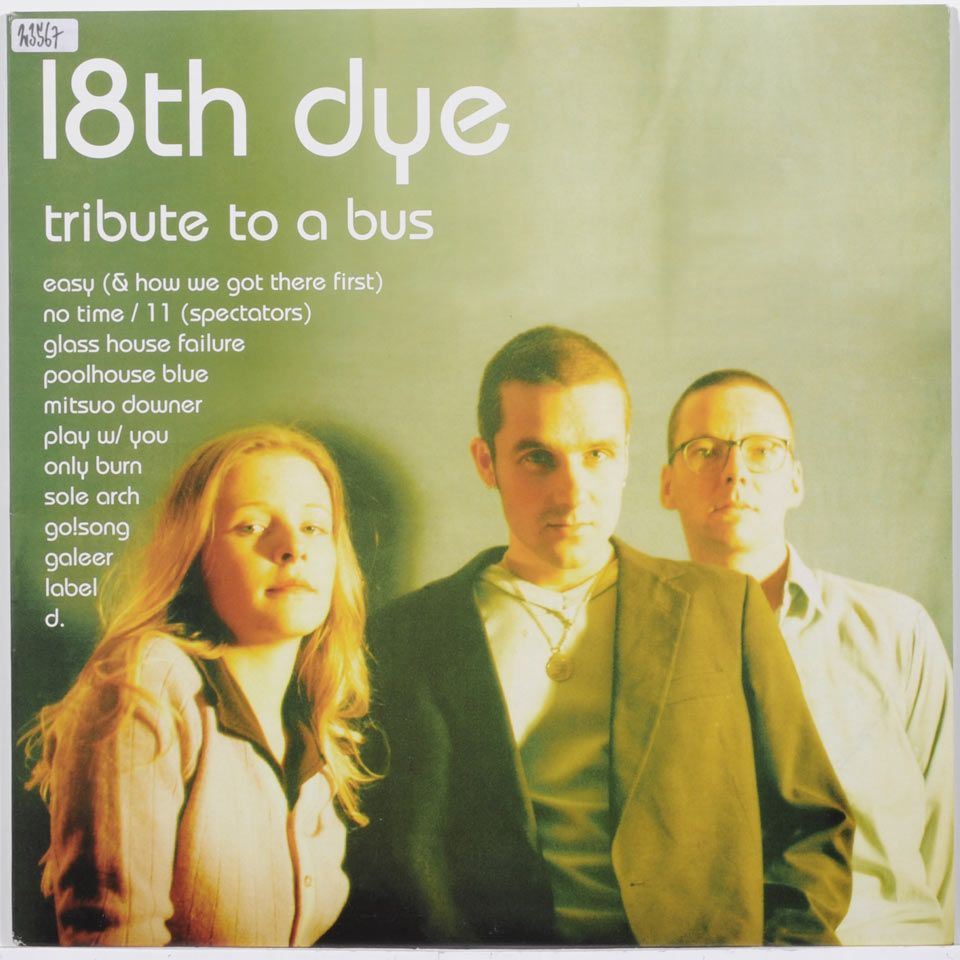 23567
18th dye
tribute to a bus
easy (& how we got there first)
no time / 11 (spectators)
glass house failure
poolhouse blue
mitsuo downer
play w/ you
only burn
sole arch
go!song
galeer
label
d.